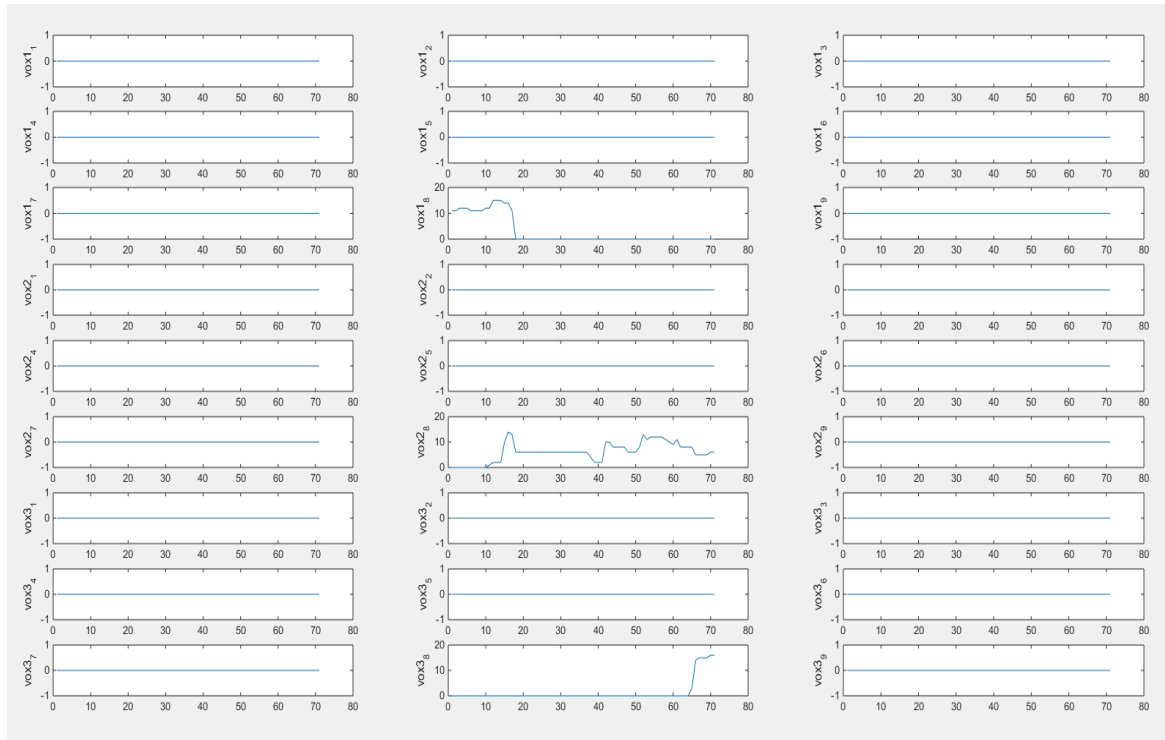 1 1 1
vox1₁ 0 vox1₂ 0 vox1₃ 0
-1 -1 -1
0 10 20 30 40 50 60 70 80 0 10 20 30 40 50 60 70 80 0 10 20 30 40 50 60 70 80
1 1 1
vox1₄ 0 vox1₅ 0 vox1₆ 0
-1 -1 -1
0 10 20 30 40 50 60 70 80 0 10 20 30 40 50 60 70 80 0 10 20 30 40 50 60 70 80
1 20 1
vox1₇ 0 vox1₈ 10 vox1₉ 0
-1 0 -1
0 10 20 30 40 50 60 70 80 0 10 20 30 40 50 60 70 80 0 10 20 30 40 50 60 70 80
1 1 1
vox2₁ 0 vox2₂ 0 vox2₃ 0
-1 -1 -1
0 10 20 30 40 50 60 70 80 0 10 20 30 40 50 60 70 80 0 10 20 30 40 50 60 70 80
1 1 1
vox2₄ 0 vox2₅ 0 vox2₆ 0
-1 -1 -1
0 10 20 30 40 50 60 70 80 0 10 20 30 40 50 60 70 80 0 10 20 30 40 50 60 70 80
1 20 1
vox2₇ 0 vox2₈ 10 vox2₉ 0
-1 0 -1
0 10 20 30 40 50 60 70 80 0 10 20 30 40 50 60 70 80 0 10 20 30 40 50 60 70 80
1 1 1
vox3₁ 0 vox3₂ 0 vox3₃ 0
-1 -1 -1
0 10 20 30 40 50 60 70 80 0 10 20 30 40 50 60 70 80 0 10 20 30 40 50 60 70 80
1 1 1
vox3₄ 0 vox3₅ 0 vox3₆ 0
-1 -1 -1
0 10 20 30 40 50 60 70 80 0 10 20 30 40 50 60 70 80 0 10 20 30 40 50 60 70 80
1 20 1
vox3₇ 0 vox3₈ 10 vox3₉ 0
-1 0 -1
0 10 20 30 40 50 60 70 80 0 10 20 30 40 50 60 70 80 0 10 20 30 40 50 60 70 80